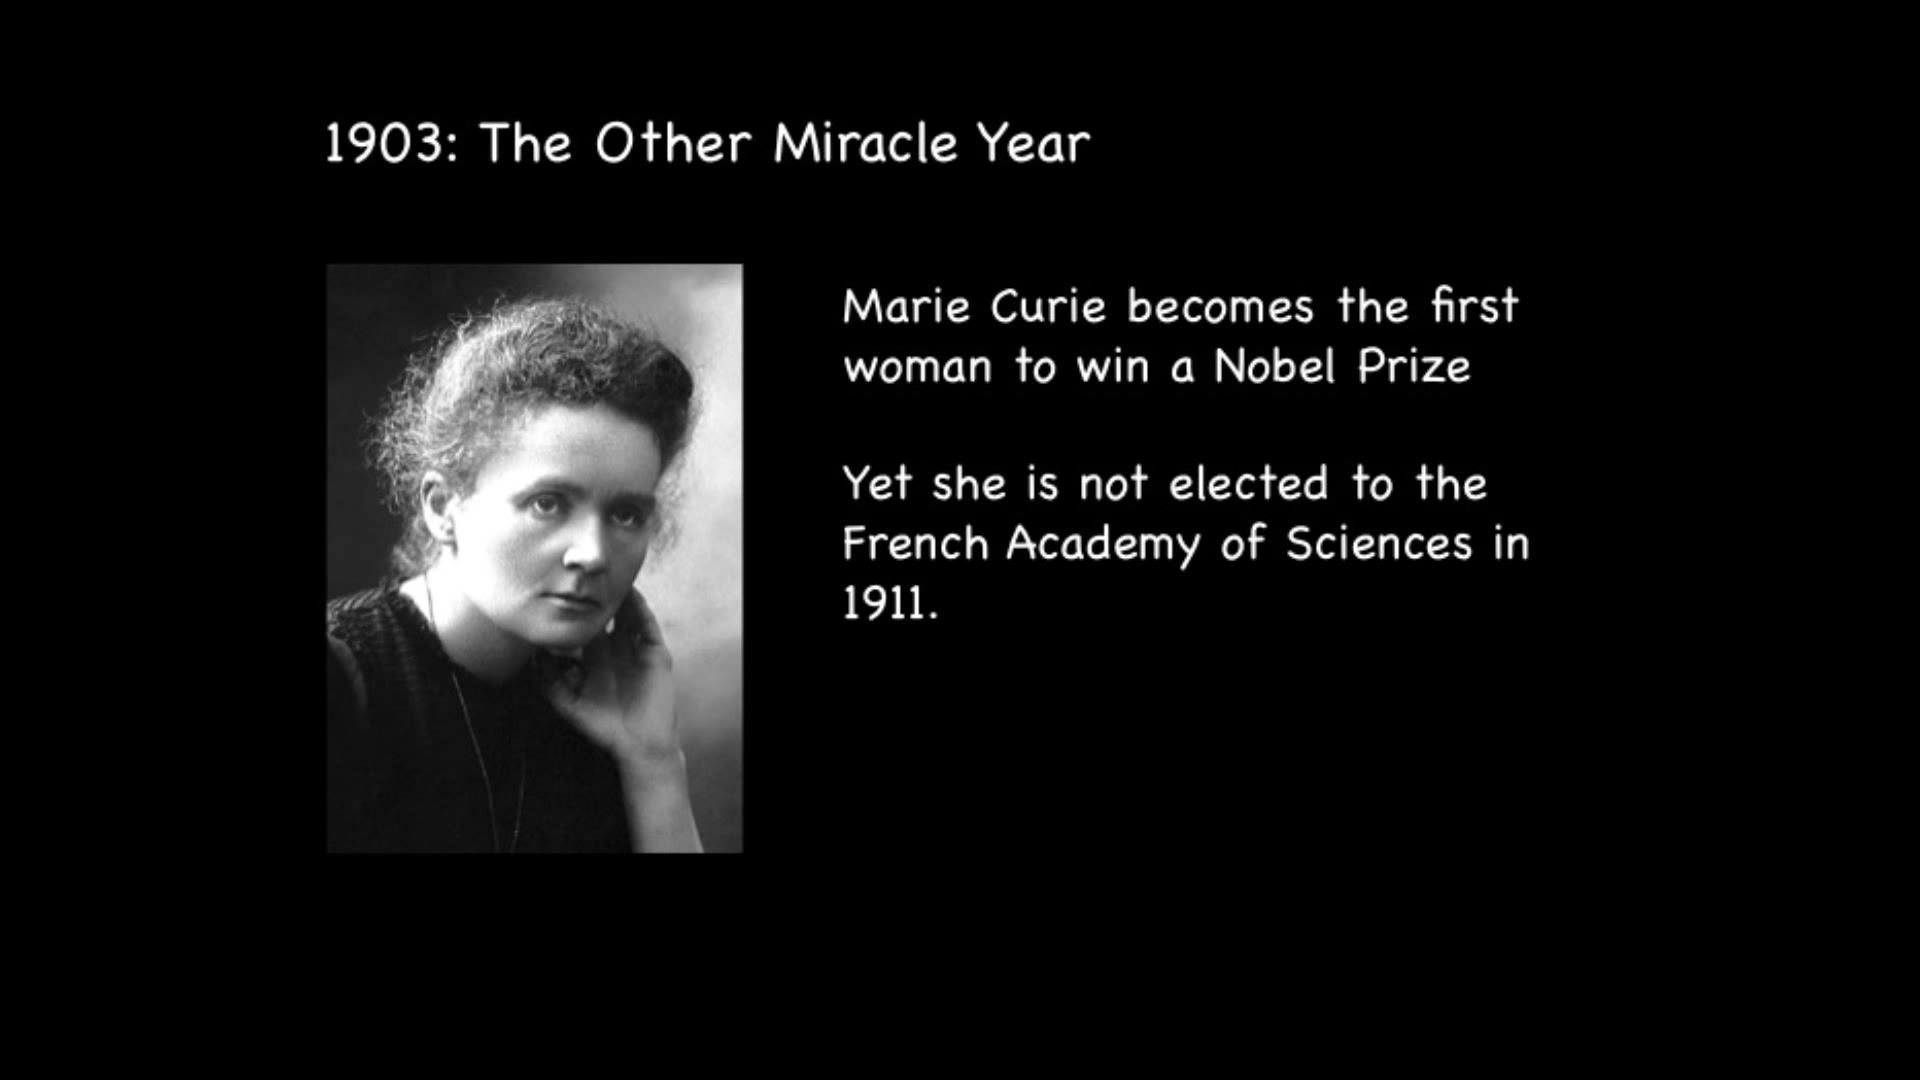 1903: The Other Miracle Year
Marie Curie becomes the first
woman to win a Nobel Prize
Yet she is not elected to the
French Academy of Sciences in
1911.